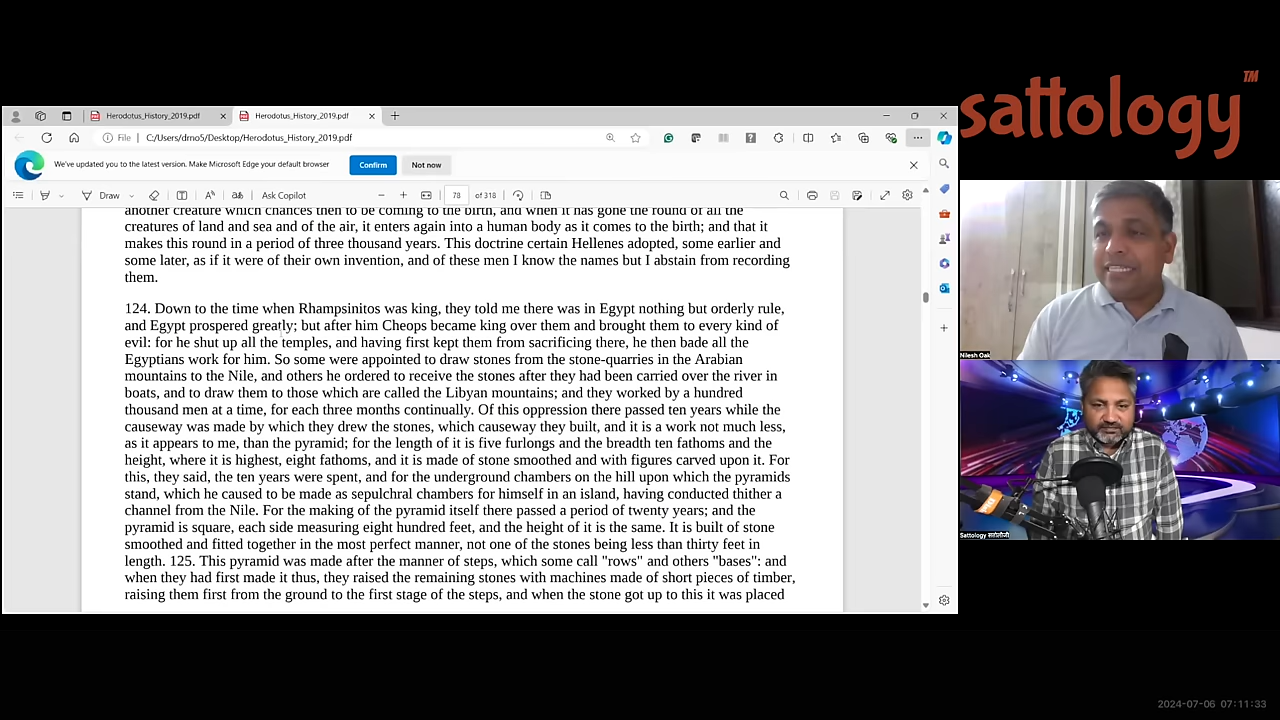 Herodotus_History_2019.pdf
Herodotus_History_2019.pdf
File
C:/Users/drno5/Desktop/Herodotus_History_2019.pdf
We've updated you to the latest version. Make Microsoft Edge your default browser
Confirm
Not now
Draw
Ask Copilot
78
of 318
another creature which chances then to be coming to the birth, and when it has gone the round of all the
creatures of land and sea and of the air, it enters again into a human body as it comes to the birth; and that it
makes this round in a period of three thousand years. This doctrine certain Hellenes adopted, some earlier and
some later, as if it were of their own invention, and of these men I know the names but I abstain from recording
them.
124. Down to the time when Rhampsinitos was king, they told me there was in Egypt nothing but orderly rule,
and Egypt prospered greatly; but after him Cheops became king over them and brought them to every kind of
evil: for he shut up all the temples, and having first kept them from sacrificing there, he then bade all the
Egyptians work for him. So some were appointed to draw stones from the stone-quarries in the Arabian
mountains to the Nile, and others he ordered to receive the stones after they had been carried over the river in
boats, and to draw them to those which are called the Libyan mountains; and they worked by a hundred
thousand men at a time, for each three months continually. Of this oppression there passed ten years while the
causeway was made by which they drew the stones, which causeway they built, and it is a work not much less,
as it appears to me, than the pyramid; for the length of it is five furlongs and the breadth ten fathoms and the
height, where it is highest, eight fathoms, and it is made of stone smoothed and with figures carved upon it. For
this, they said, the ten years were spent, and for the underground chambers on the hill upon which the pyramids
stand, which he caused to be made as sepulchral chambers for himself in an island, having conducted thither a
channel from the Nile. For the making of the pyramid itself there passed a period of twenty years; and the
pyramid is square, each side measuring eight hundred feet, and the height of it is the same. It is built of stone
smoothed and fitted together in the most perfect manner, not one of the stones being less than thirty feet in
length. 125. This pyramid was made after the manner of steps, which some call "rows" and others "bases": and
when they had first made it thus, they raised the remaining stones with machines made of short pieces of timber,
raising them first from the ground to the first stage of the steps, and when the stone got up to this it was placed
sattology TM
Nilesh Oak
Sattology सत्तोलॉजी
2024-07-06 07:11:33